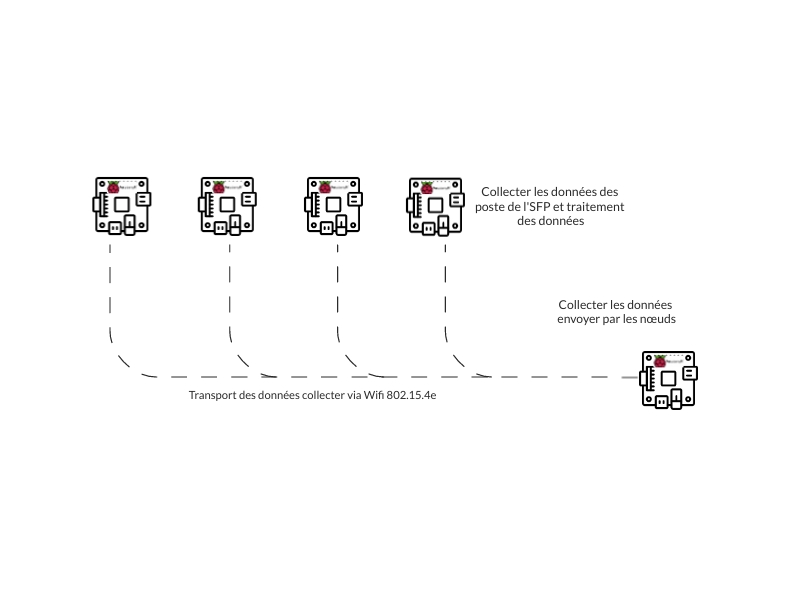 Collecter les données des
poste de l'SFP et traitement
des données
Collecter les données
envoyer par les nœuds
Transport des données collecter via Wifi 802.15.4e